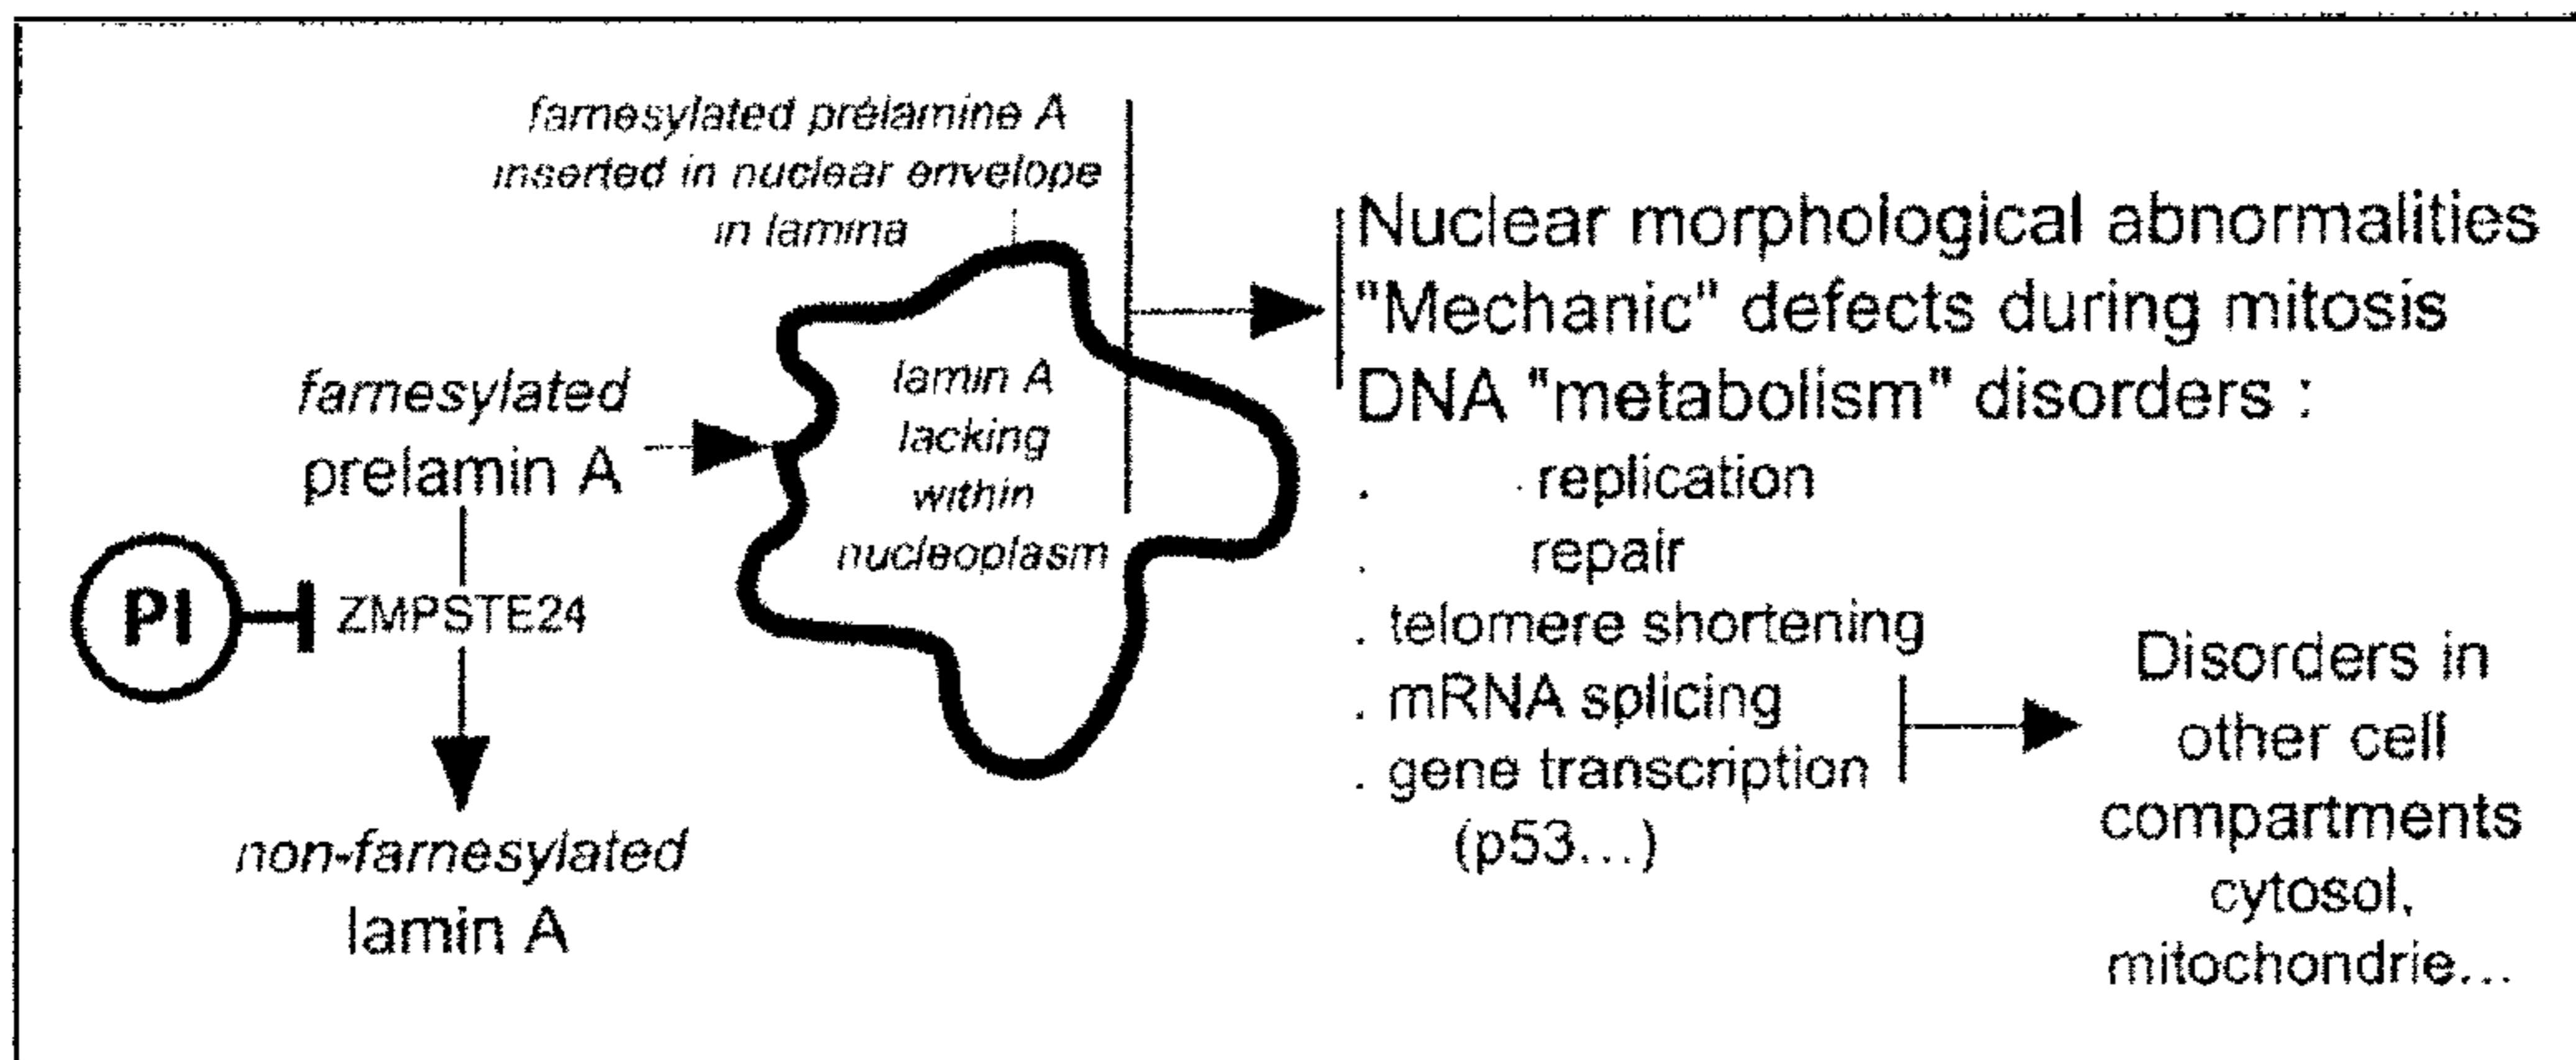 farnesylated prélamine A
inserted in nuclear envelope
in lamina
farnesylated
prelamin A
PI
ZMPSTE24
non-farnesylated
lamin A
lamin A
lacking
within
nucleoplasm
Nuclear morphological abnormalities
"Mechanic" defects during mitosis
DNA "metabolism" disorders :
. replication
. repair
. telomere shortening
. mRNA splicing
. gene transcription
(p53...)
Disorders in
other cell
compartments
cytosol,
mitochondrie...